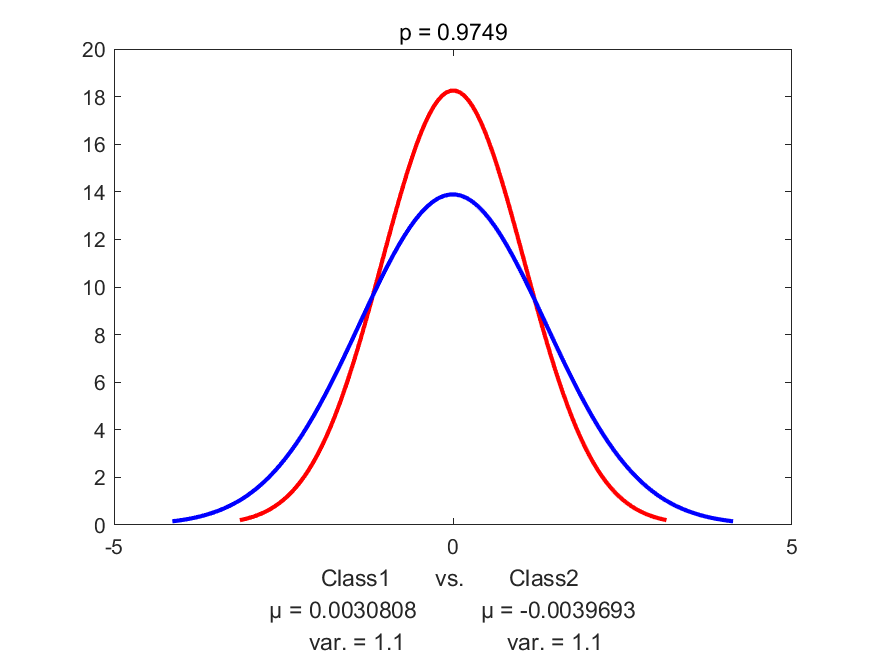 p = 0.9749
20
18
16
14
12
10
8
6
4
2
0
-5 0 5
Class1 vs. Class2
μ = 0.0030808 μ = -0.0039693
var. = 1.1 var. = 1.1